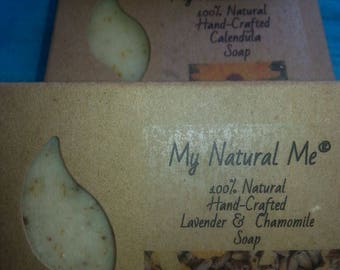 100% Natural
Hand-Crafted
Calendula
Soap
My Natural Me©
100% Natural
Hand-Crafted
Lavender & Chamomile
Soap